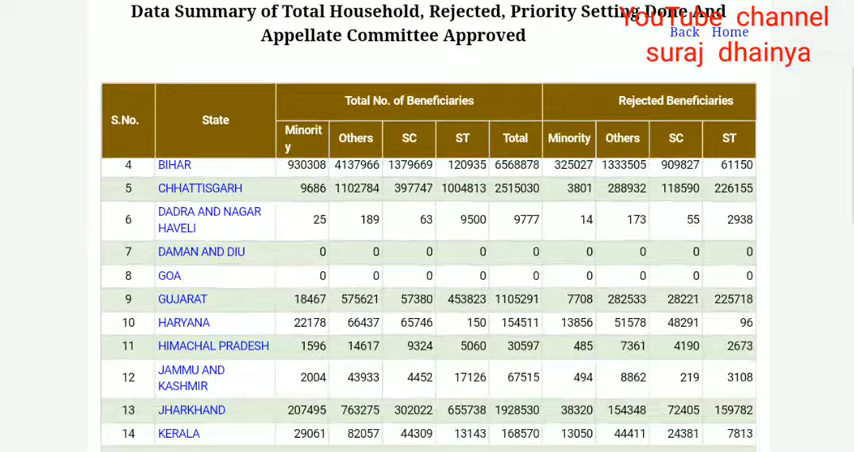 Data Summary of Total Household, Rejected, Priority Setting Done And
Appellate Committee Approved
YouTube channel
suraj dhainya
Back Home
S.No. State Total No. of Beneficiaries Rejected Beneficiaries
Minority Others SC ST Total Minority Others SC ST
4 BIHAR 930308 4137966 1379669 120935 6568878 325027 1333505 909827 61150
5 CHHATTISGARH 9686 1102784 397747 1004813 2515030 3801 288932 118590 226155
6 DADRA AND NAGAR HAVELI 25 189 63 9500 9777 14 173 55 2938
7 DAMAN AND DIU 0 0 0 0 0 0 0 0 0
8 GOA 0 0 0 0 0 0 0 0 0
9 GUJARAT 18467 575621 57380 453823 1105291 7708 282533 28221 225718
10 HARYANA 22178 66437 65746 150 154511 13856 51578 48291 96
11 HIMACHAL PRADESH 1596 14617 9324 5060 30597 485 7361 4190 2673
12 JAMMU AND KASHMIR 2004 43933 4452 17126 67515 494 8862 219 3108
13 JHARKHAND 207495 763275 302022 655738 1928530 38320 154348 72405 159782
14 KERALA 29061 82057 44309 13143 168570 13050 44411 24381 7813